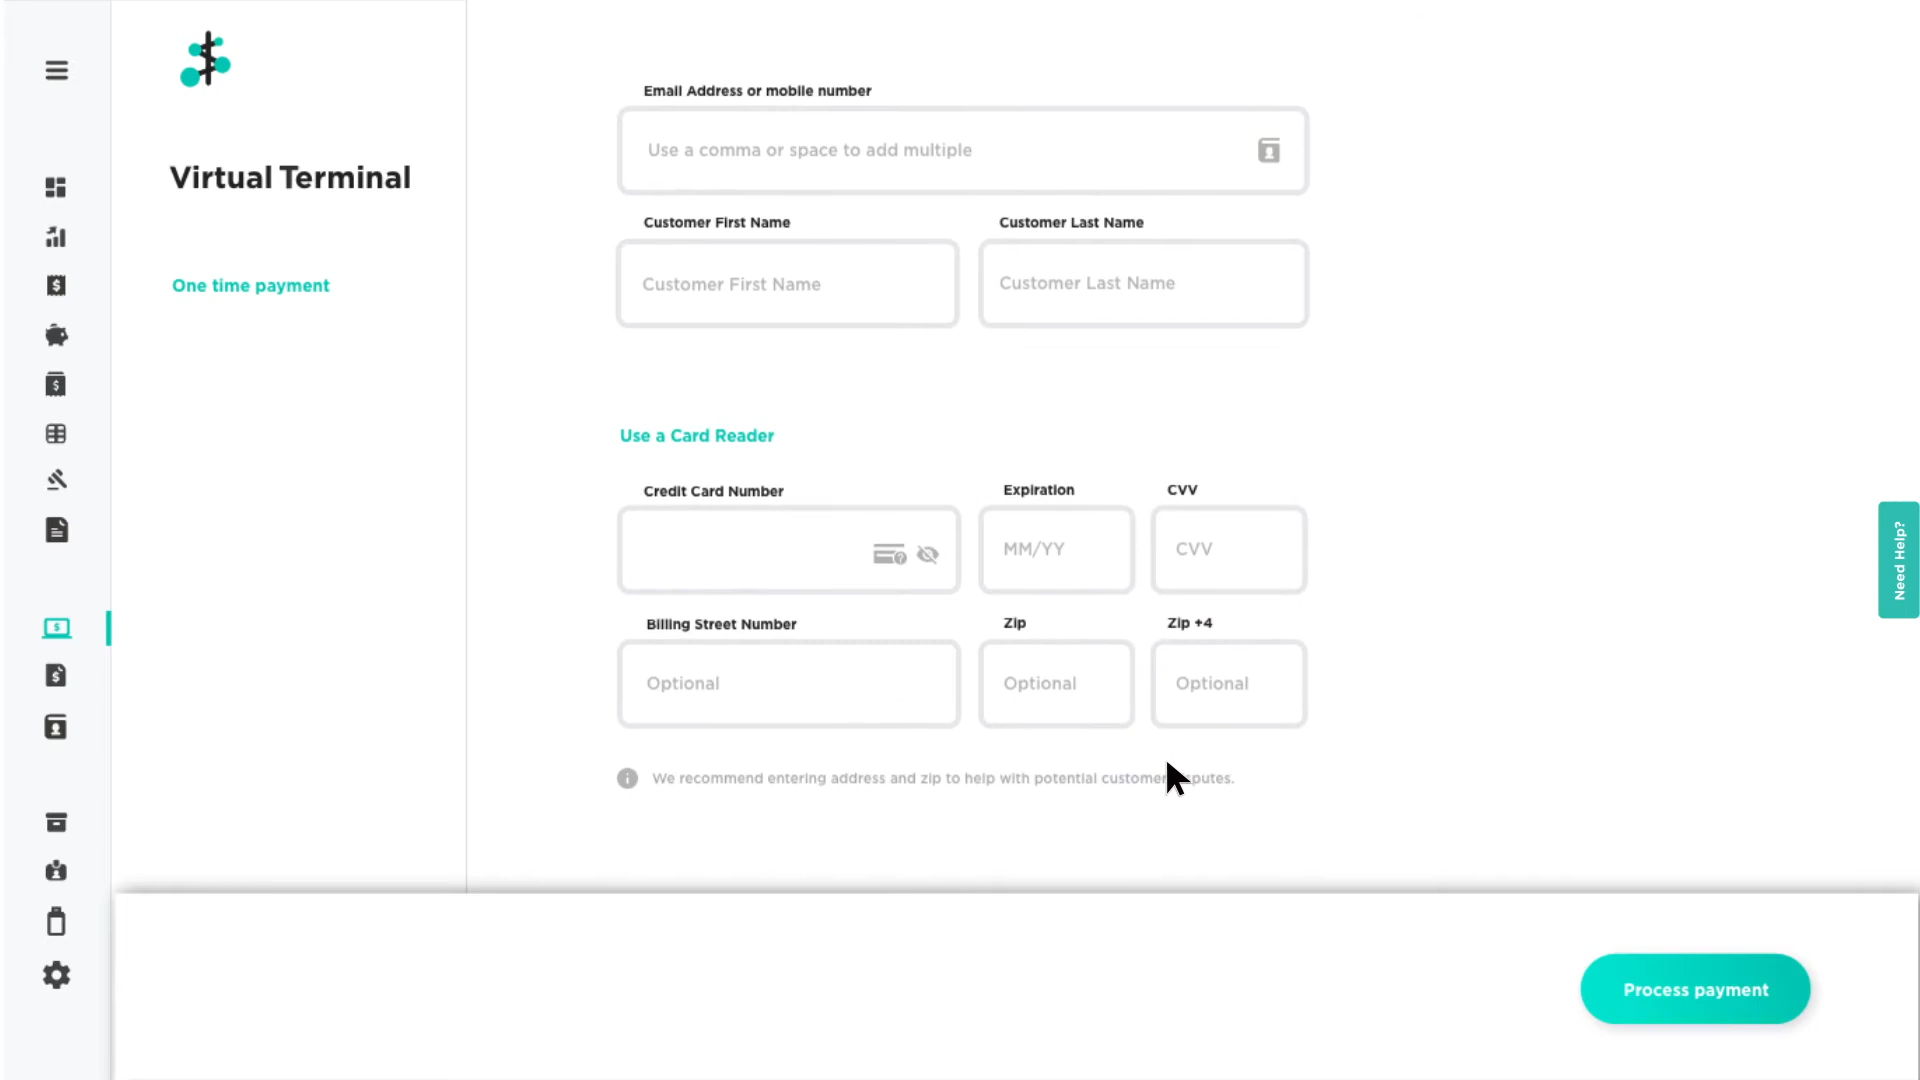 Virtual Terminal
One time payment
Email Address or mobile number
Use a comma or space to add multiple
Customer First Name
Customer Last Name
Customer First Name
Customer Last Name
Use a Card Reader
Credit Card Number
Expiration
CVV
MM/YY
CVV
Billing Street Number
Zip
Zip +4
Optional
Optional
Optional
We recommend entering address and zip to help with potential customer
Need Help?
Process payment